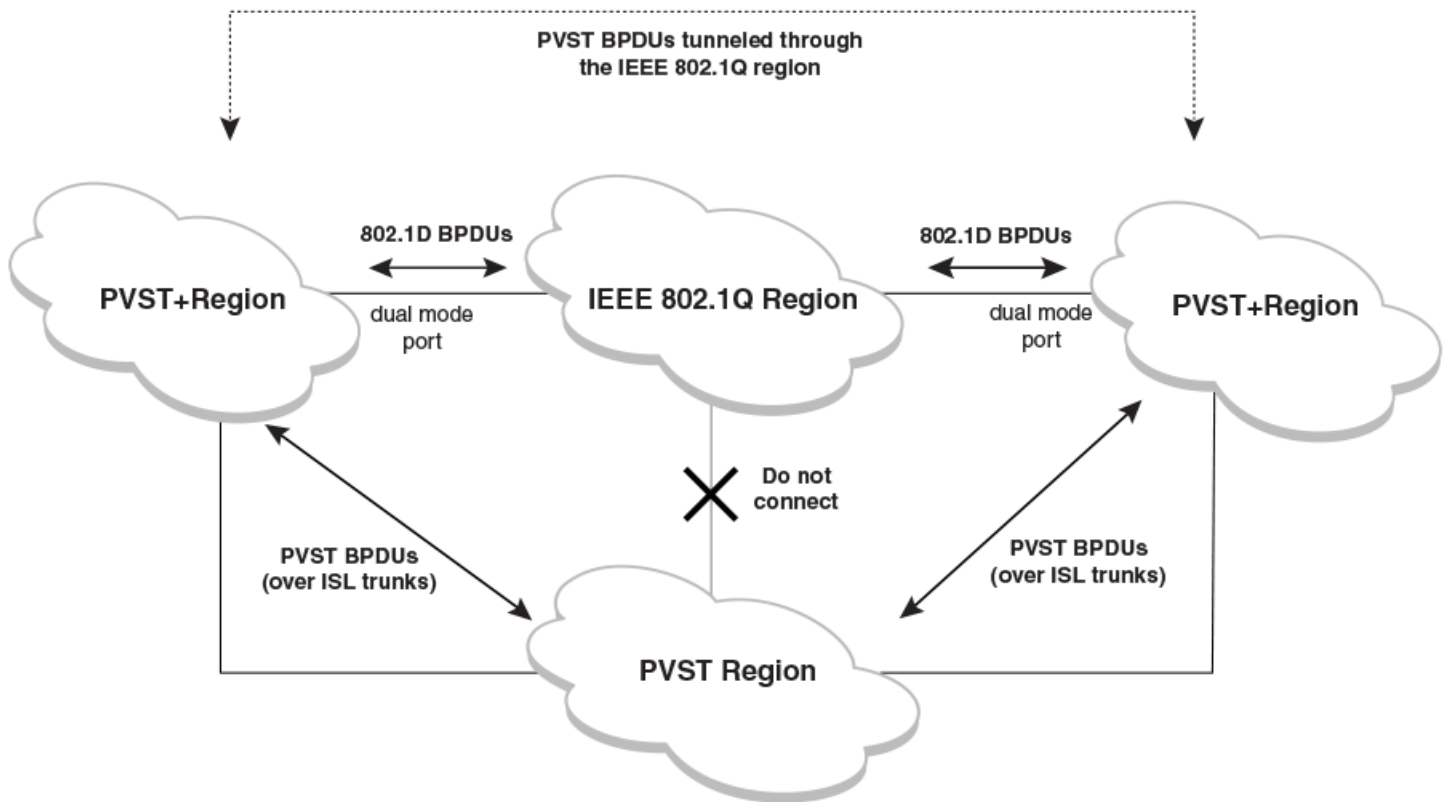 PVST BPDUs tunneled through
the IEEE 802.1Q region
802.1D BPDUs
802.1D BPDUs
PVST+Region
dual mode
port
IEEE 802.1Q Region
dual mode
port
PVST+Region
Do not
connect
PVST BPDUs
(over ISL trunks)
PVST BPDUs
(over ISL trunks)
PVST Region